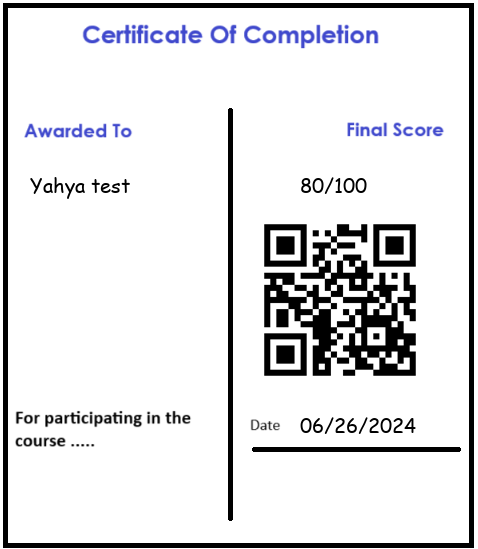 Certificate Of Completion
Awarded To
Yahya test
For participating in the
course .....
Final Score
80/100
Date 06/26/2024